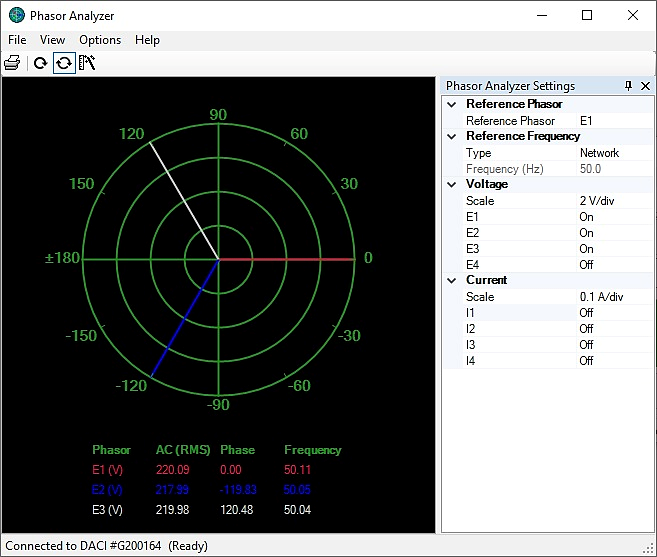 Phasor Analyzer
File View Options Help
Phasor Analyzer Settings
90
120 60
150 30
±180 0
-150 -30
-120 -60
-90
Phasor AC (RMS) Phase Frequency
E1 (V) 220.09 0.00 50.11
E2 (V) 217.99 -119.83 50.05
E3 (V) 219.98 120.48 50.04
Reference Phasor
Reference Phasor E1
Reference Frequency
Type Network
Frequency (Hz) 50.0
Voltage
Scale 2 V/div
E1 On
E2 On
E3 On
E4 Off
Current
Scale 0.1 A/div
I1 Off
I2 Off
I3 Off
I4 Off
Connected to DACI #G200164 (Ready)